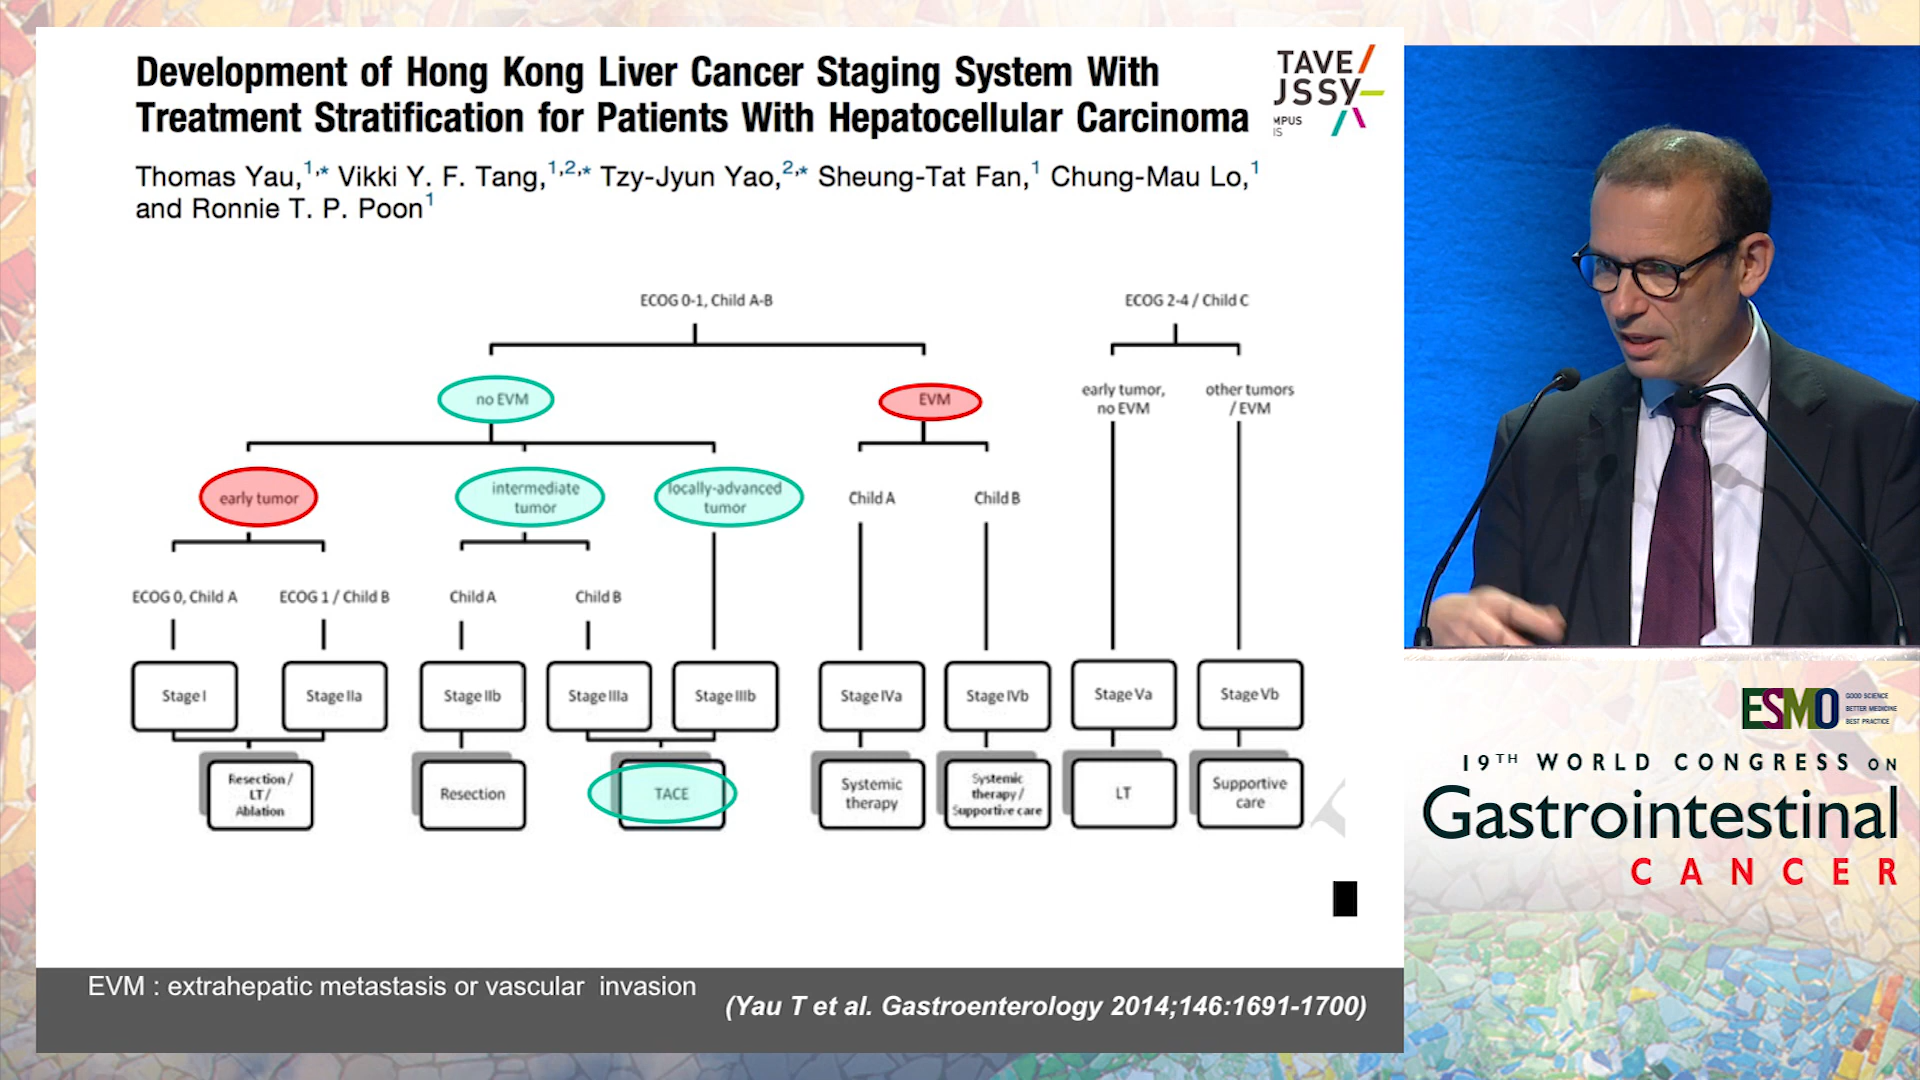 Development of Hong Kong Liver Cancer Staging System With
Treatment Stratification for Patients With Hepatocellular Carcinoma
Thomas Yau,1,* Vikki Y. F. Tang,1,2,* Tzy-Jyun Yao,2,* Sheung-Tat Fan,1 Chung-Mau Lo,1
and Ronnie T. P. Poon1
TAVE/
JSSY
MPUS
IS
ECOG 0-1, Child A-B
ECOG 2-4 / Child C
no EVM
EVM
early tumor,
no EVM
other tumors
/ EVM
early tumor
intermediate
tumor
locally-advanced
tumor
Child A
Child B
ECOG 0, Child A
ECOG 1 / Child B
Child A
Child B
Stage I
Stage IIa
Stage IIb
Stage IIIa
Stage IIIb
Stage IVa
Stage IVb
Stage Va
Stage Vb
Resection /
LT/
Ablation
Resection
TACE
Systemic
therapy
Systemic
therapy /
Supportive care
LT
Supportive
care
EVM : extrahepatic metastasis or vascular invasion
(Yau T et al. Gastroenterology 2014;146:1691-1700)
ESMO
GOOD SCIENCE
BETTER MEDICINE
BEST PRACTICE
19TH WORLD CONGRESS ON
Gastrointestinal
CANCER